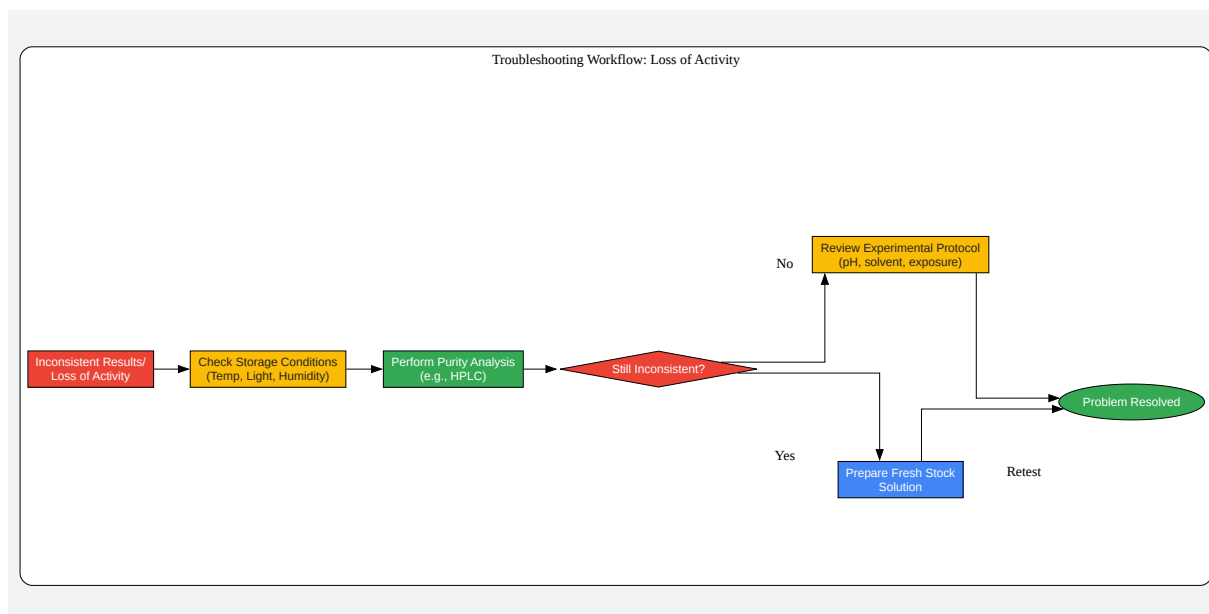 Troubleshooting Workflow: Loss of Activity
Inconsistent Results/
Loss of Activity
Check Storage Conditions
(Temp, Light, Humidity)
Perform Purity Analysis
(e.g., HPLC)
Still Inconsistent?
No
Review Experimental Protocol
(pH, solvent, exposure)
Yes
Prepare Fresh Stock
Solution
Retest
Problem Resolved